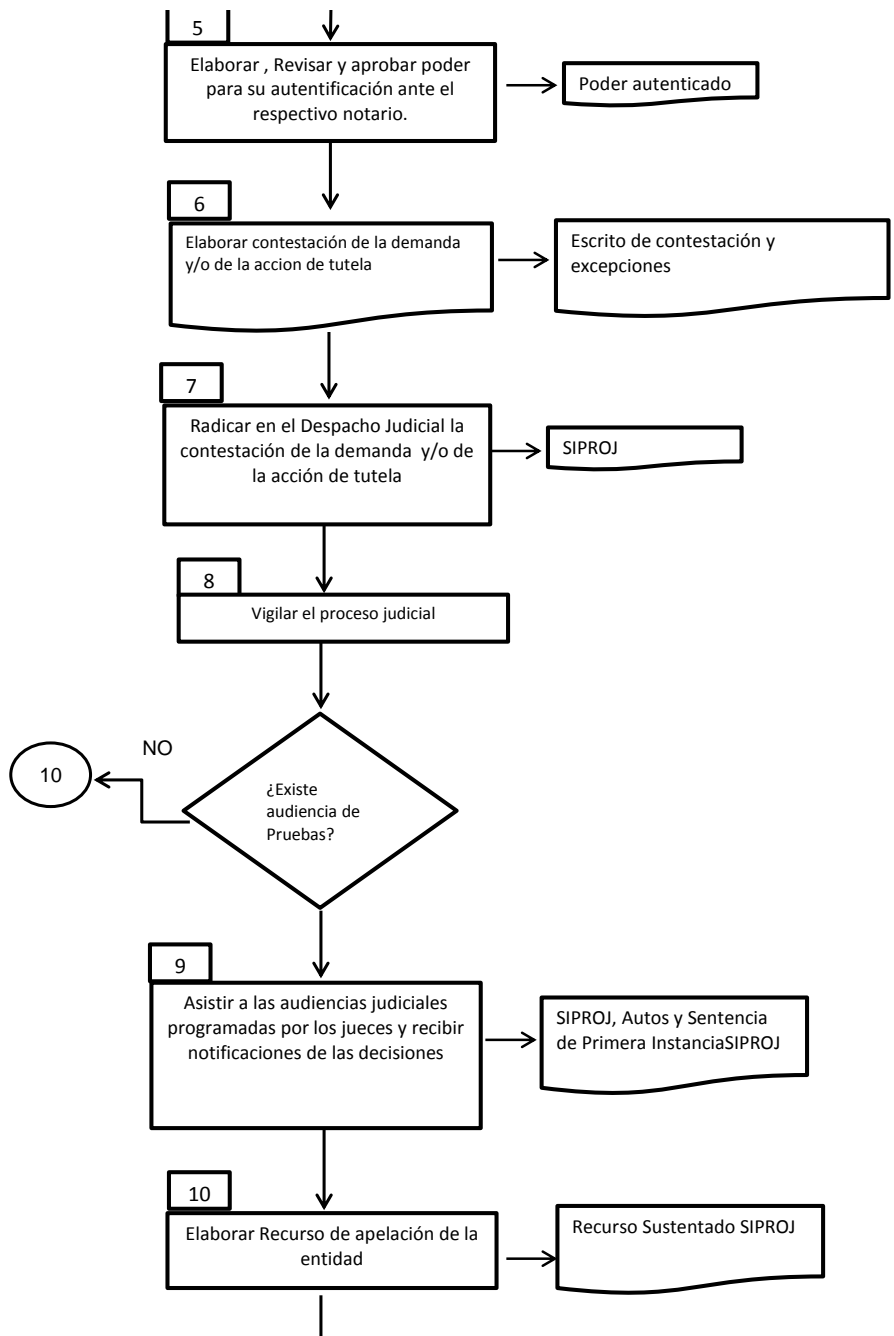 5
Elaborar , Revisar y aprobar poder
para su autentificación ante el
respectivo notario.
Poder autenticado
6
Elaborar contestación de la demanda
y/o de la accion de tutela
Escrito de contestación y
excepciones
7
Radicar en el Despacho Judicial la
contestación de la demanda y/o de
la acción de tutela
SIPROJ
8
Vigilar el proceso judicial
NO
10
¿Existe
audiencia de
Pruebas?
9
Asistir a las audiencias judiciales
programadas por los jueces y recibir
notificaciones de las decisiones
SIPROJ, Autos y Sentencia
de Primera InstanciaSIPROJ
10
Elaborar Recurso de apelación de la
entidad
Recurso Sustentado SIPROJ